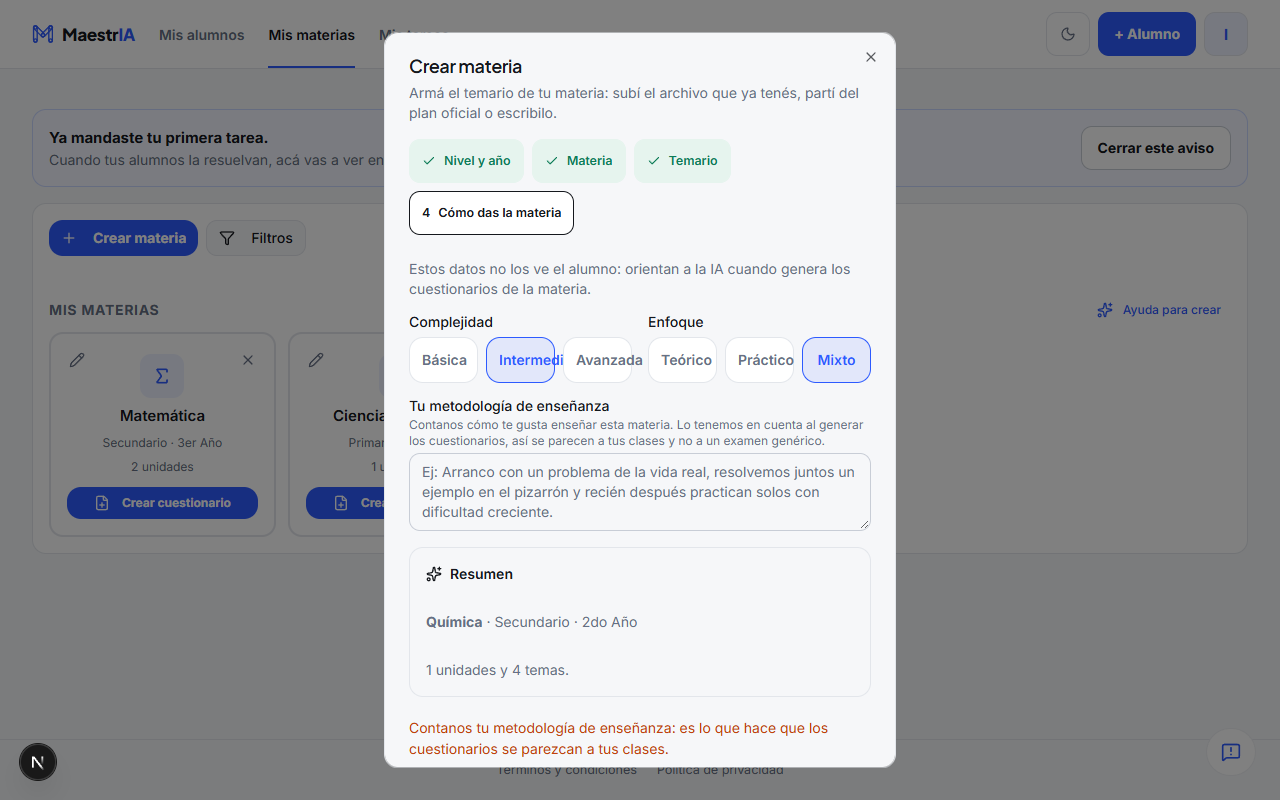 MaestrIA
Mis alumnos
Mis materias
+ Alumno
I
Ya mandaste tu primera tarea.
Cuando tus alumnos la resuelvan, acá vas a ver en
Cerrar este aviso
Crear materia
Filtros
MIS MATERIAS
Ayuda para crear
Matemática
Secundario · 3er Año
2 unidades
Crear cuestionario
Crear materia
Armá el temario de tu materia: subí el archivo que ya tenés, partí del
plan oficial o escribilo.
Nivel y año
Materia
Temario
4 Cómo das la materia
Estos datos no los ve el alumno: orientan a la IA cuando genera los
cuestionarios de la materia.
Complejidad
Enfoque
Básica
Intermedi
Avanzada
Teórico
Práctico
Mixto
Tu metodología de enseñanza
Contanos cómo te gusta enseñar esta materia. Lo tenemos en cuenta al generar
los cuestionarios, así se parecen a tus clases y no a un examen genérico.
Ej: Arranco con un problema de la vida real, resolvemos juntos un
ejemplo en el pizarrón y recién después practican solos con
dificultad creciente.
Resumen
Química · Secundario · 2do Año
1 unidades y 4 temas.
Contanos tu metodología de enseñanza: es lo que hace que los
cuestionarios se parezcan a tus clases.
Términos y condiciones
Política de privacidad
N